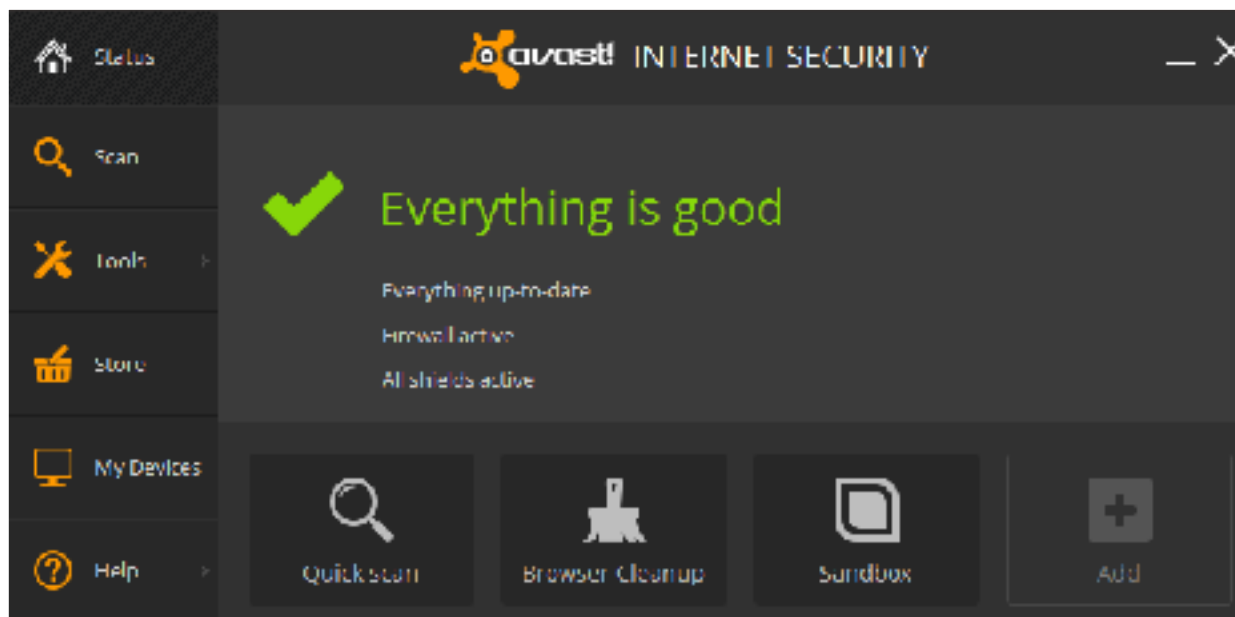 Status
avast! INTERNET SECURITY
Scan
Everything is good
Tools
Everything up-to-date
Firewall active
Store
All shields active
My Devices
Quick scan
Browser Cleanup
Sandbox
Add
Help